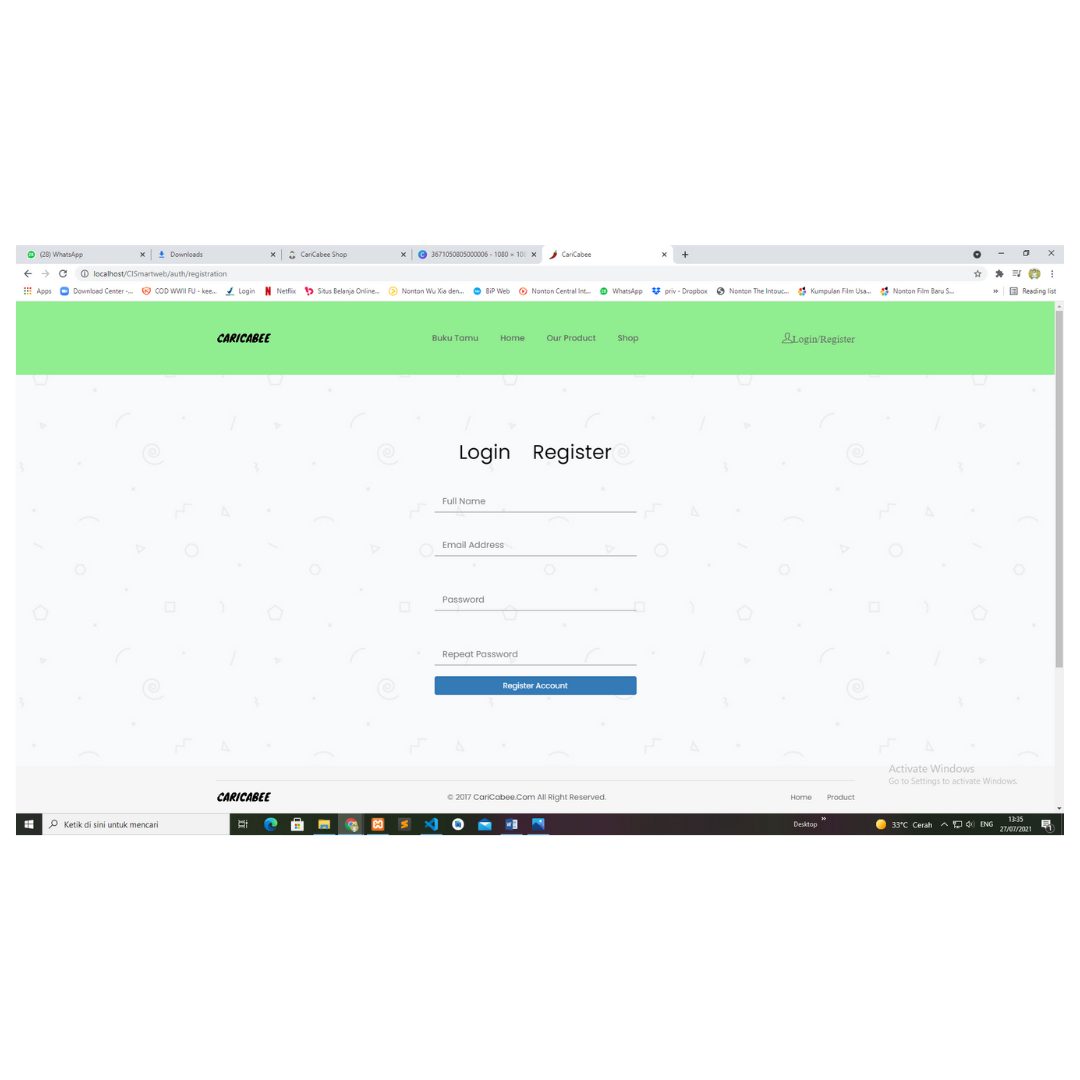 (28) WhatsApp
Downloads
CariCabee Shop
3671050805000006 - 1080 × 108
CariCabee
localhost/CISmartweb/auth/registration
Apps Download Center -... COD WWII FU - kee... Login Netflix Situs Belanja Online... Nonton Wu Xia den... BiP Web Nonton Central Int... WhatsApp priv - Dropbox Nonton The Intouc... Kumpulan Film Usa... Nonton Film Baru S... » Reading list
CARICABEE Buku Tamu Home Our Product Shop Login/Register
Login Register
Full Name
Email Address
Password
Repeat Password
Register Account
Activate Windows
Go to Settings to activate Windows.
CARICABEE © 2017 CariCabee.Com All Right Reserved. Home Product
Ketik di sini untuk mencari
Desktop »
33°C Cerah
ENG
13:35
27/07/2021